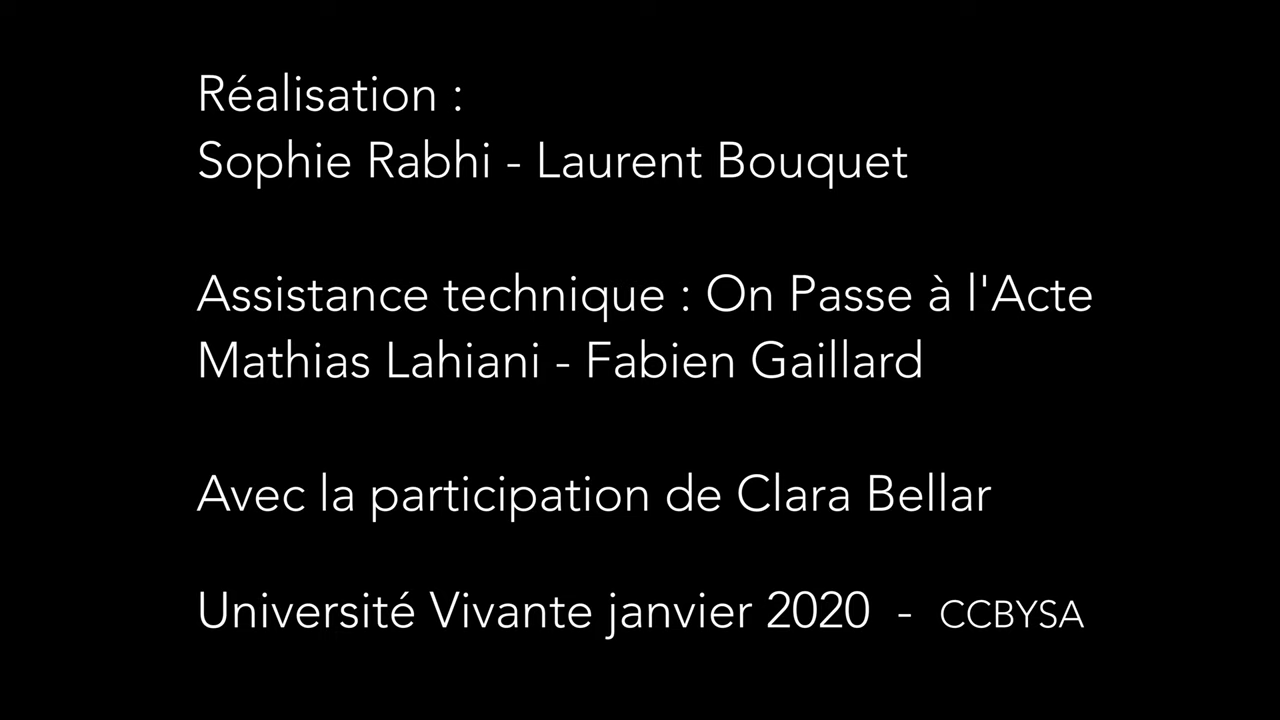 Réalisation :
Sophie Rabhi - Laurent Bouquet
Assistance technique : On Passe à l'Acte
Mathias Lahiani - Fabien Gaillard
Avec la participation de Clara Bellar
Université Vivante janvier 2020 - CCBYSA